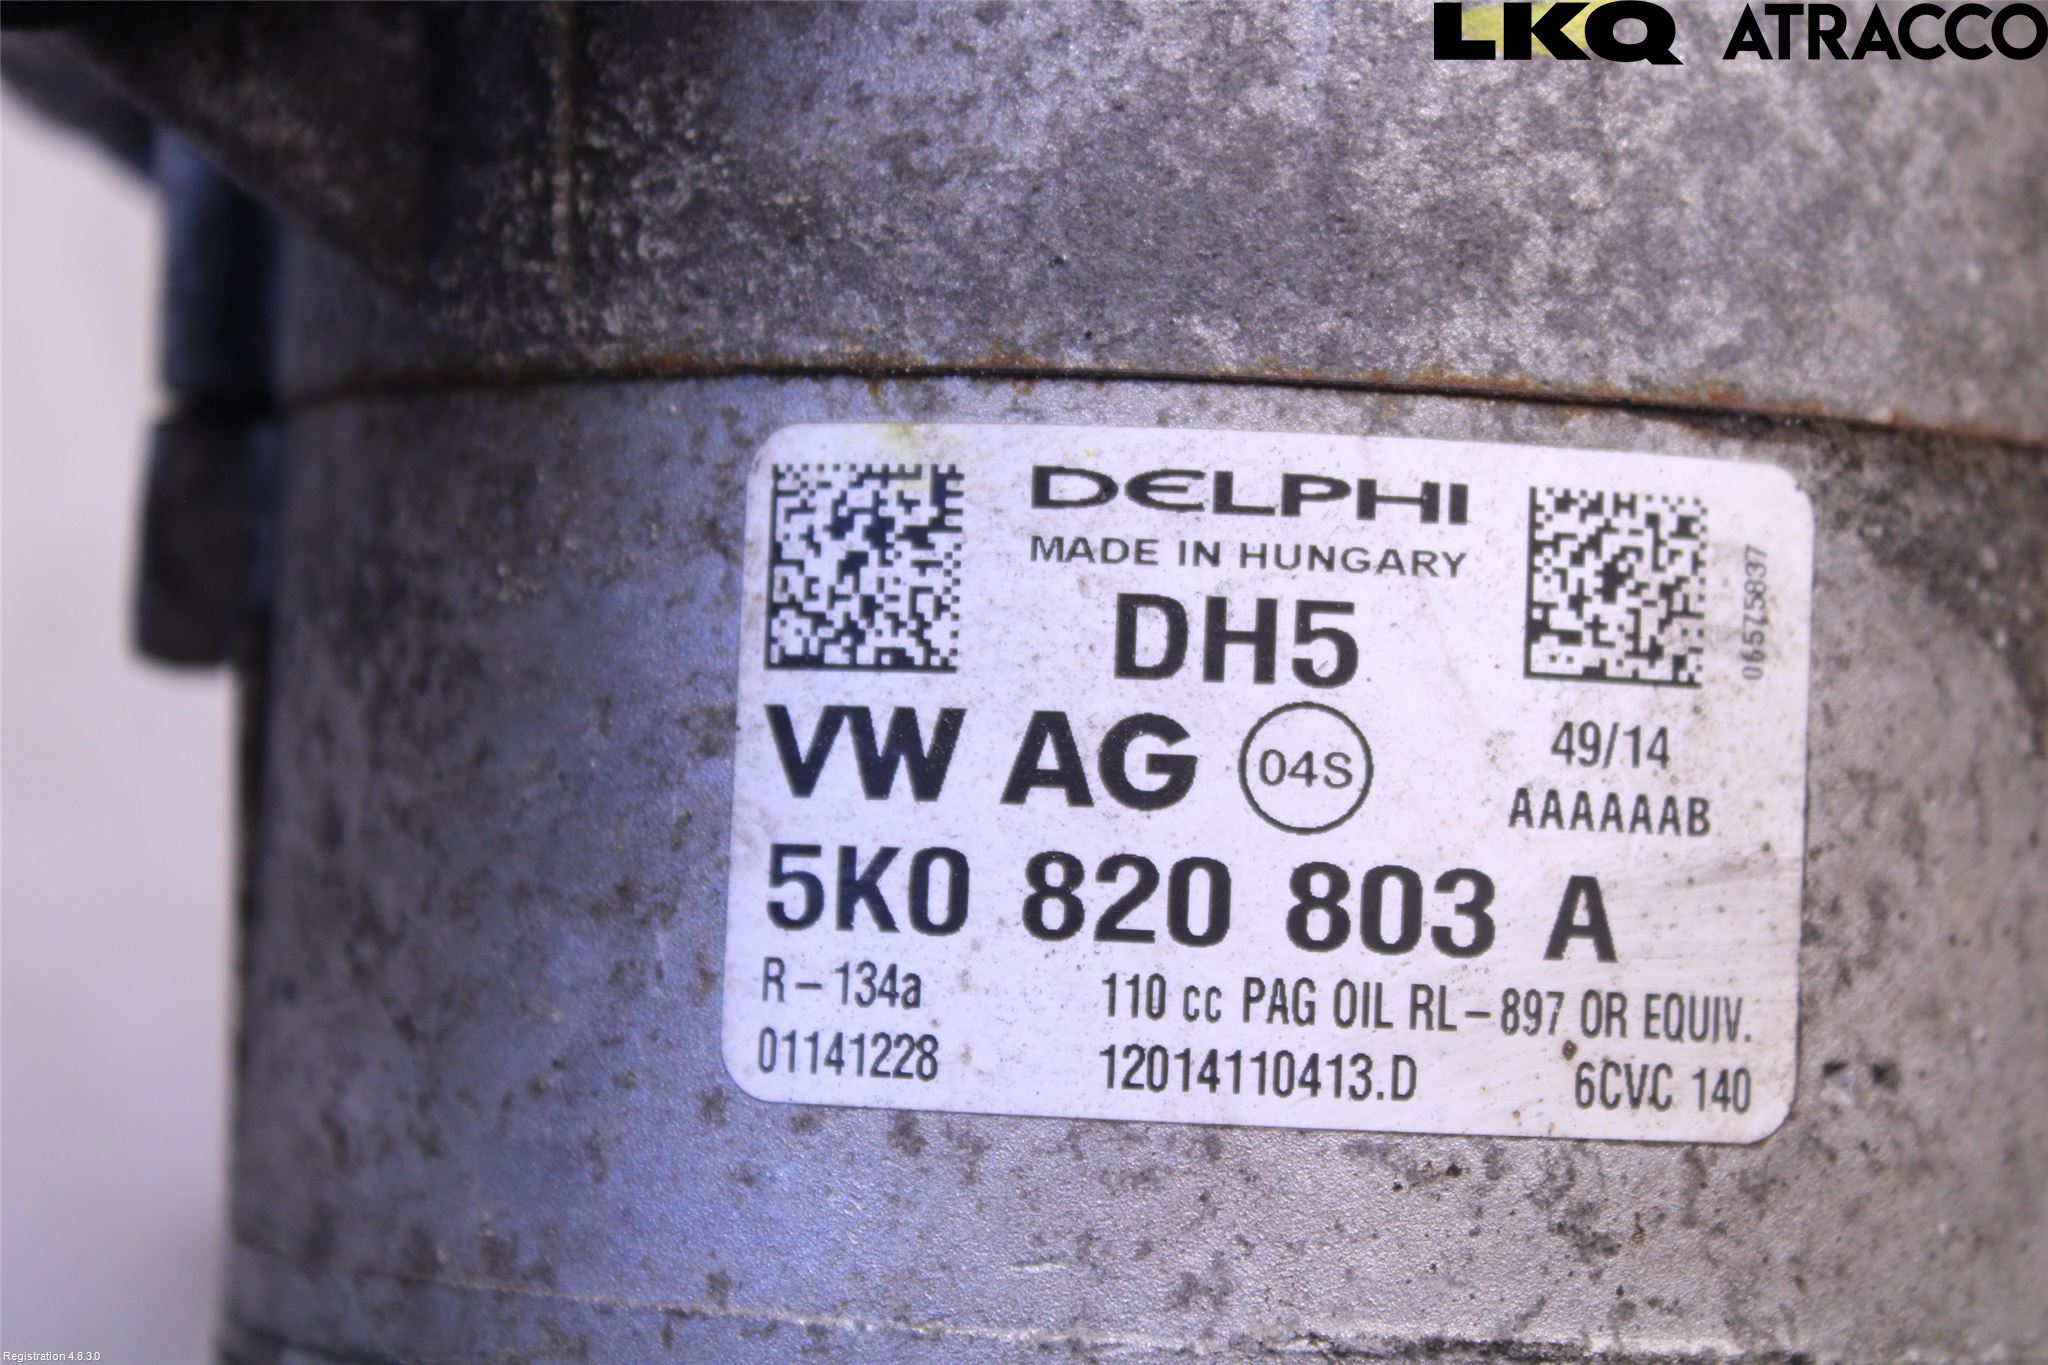 LKQ ATRACCO
DELPHI
MADE IN HUNGARY
DH5
06575837
VW AG 04S
49/14
AAAAAAB
5K0 820 803 A
R-134a 110 cc PAG OIL RL-897 OR EQUIV.
01141228 12014110413.D 6CVC 140
Registration 4.8.3.0